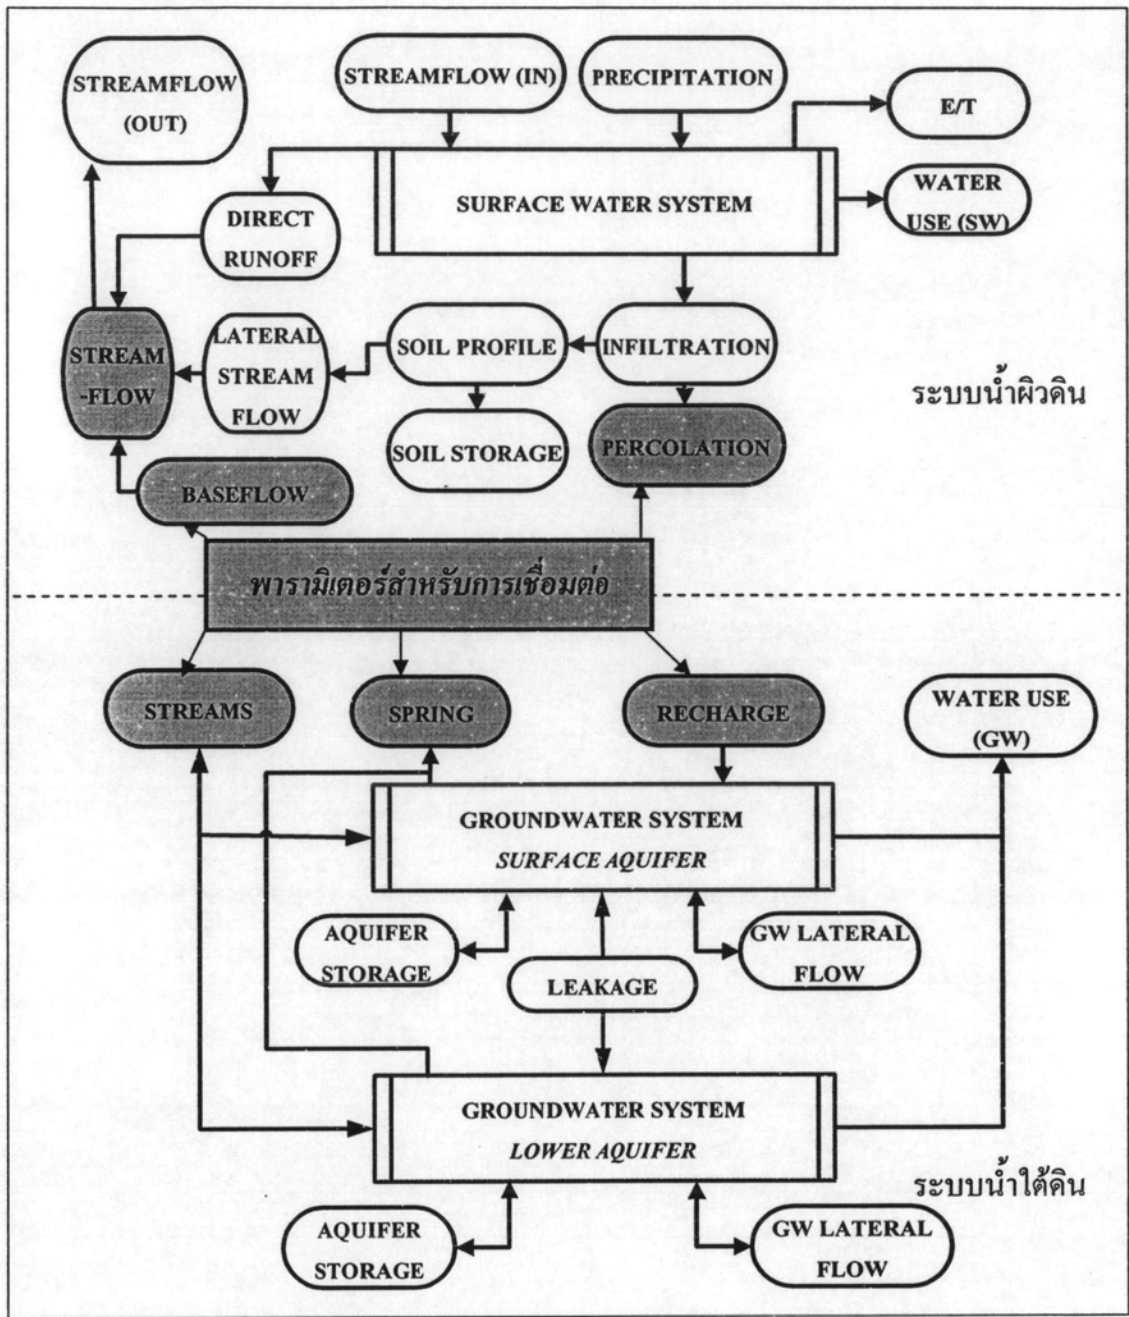 STREAMFLOW
(OUT)
STREAMFLOW (IN)
PRECIPITATION
E/T
SURFACE WATER SYSTEM
WATER
USE (SW)
DIRECT
RUNOFF
STREAM
-FLOW
LATERAL
STREAM
FLOW
SOIL PROFILE
INFILTRATION
ระบบน้ำผิวดิน
SOIL STORAGE
PERCOLATION
BASEFLOW
พารามิเตอร์สำหรับการเชื่อมต่อ
STREAMS
SPRING
RECHARGE
WATER USE
(GW)
GROUNDWATER SYSTEM
SURFACE AQUIFER
AQUIFER
STORAGE
LEAKAGE
GW LATERAL
FLOW
GROUNDWATER SYSTEM
LOWER AQUIFER
ระบบน้ำใต้ดิน
AQUIFER
STORAGE
GW LATERAL
FLOW